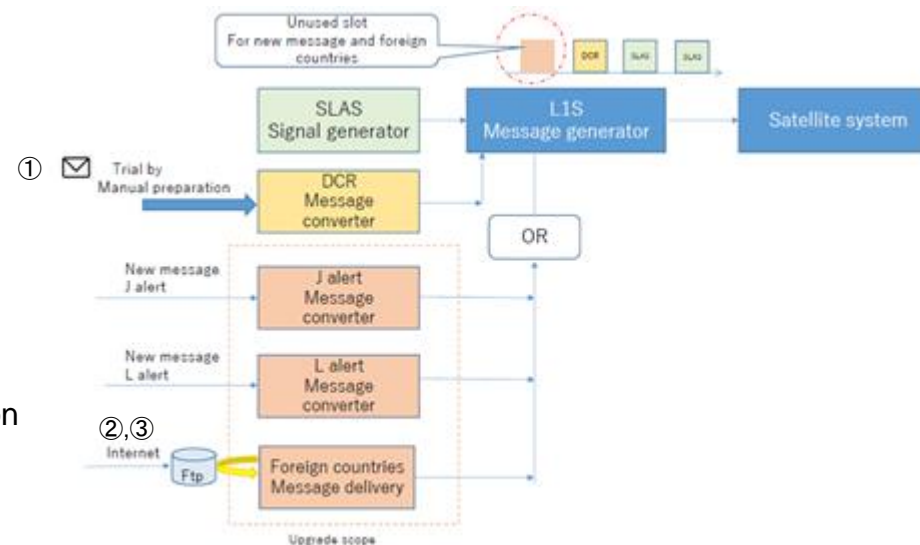 Unused slot
For new message and foreign
countries
DCR
SLAS
SLAS
SLAS
Signal generator
L1S
Message generator
Satellite system
①
Trial by
Manual preparation
DCR
Message
converter
OR
New message
J alert
J alert
Message
converter
New message
L alert
L alert
Message
converter
n
②,③
Internet
Ftp
Foreign countries
Message delivery
Upgrade scope